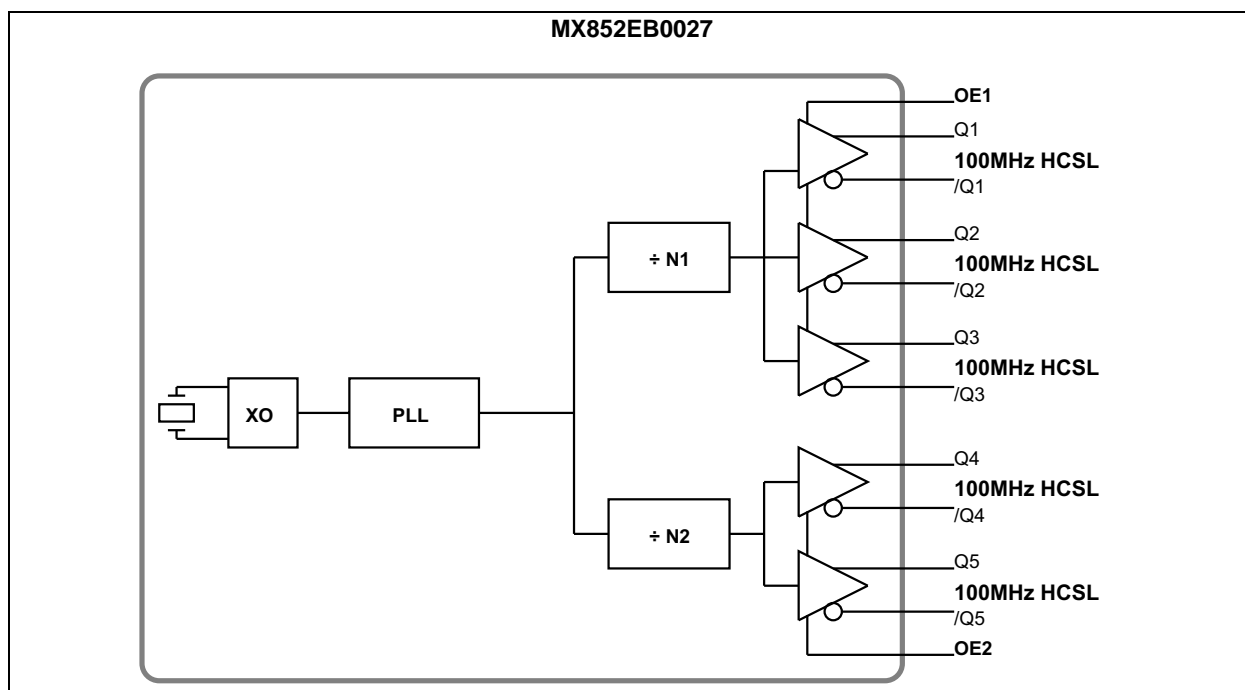 MX852EB0027
OE1
Q1
100MHz HCSL
/Q1
Q2
100MHz HCSL
/Q2
÷ N1
Q3
100MHz HCSL
/Q3
XO
PLL
Q4
100MHz HCSL
/Q4
÷ N2
Q5
100MHz HCSL
/Q5
OE2